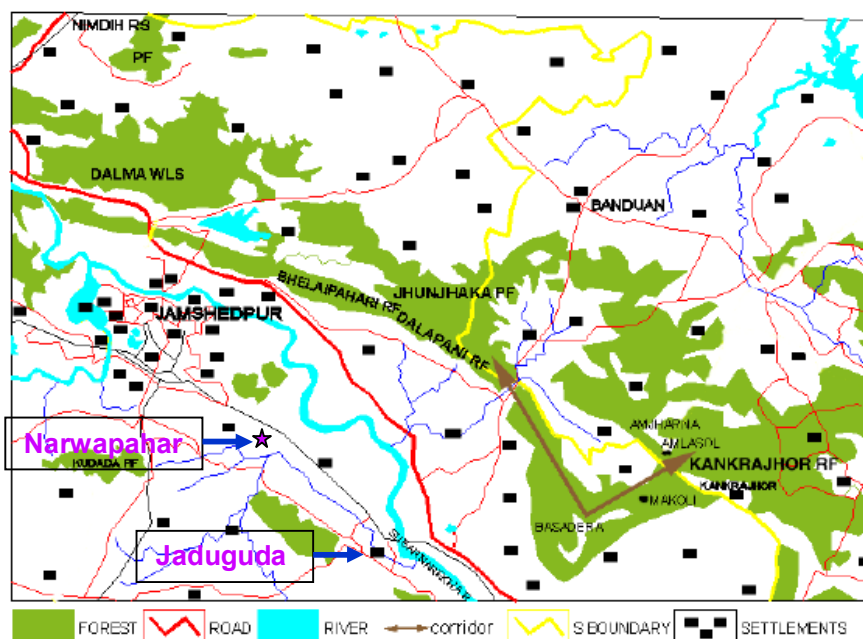 NIMDIH RS
PF
DALMA WLS
BANDUAN
BHELAIPAHARI RF
JHUNJHAKA PF
JAMSHEDPUR
DALAPANI RF
Narwapahar
KUDADA RF
AMJHARNA
AMLASOL
KANKRAJHOR RF
KANKRAJHOR
MAKOLI
BASADERA
Jaduguda
SUBARNAREKHA R
FOREST
ROAD
RIVER
corridor
S BOUNDARY
SETTLEMENTS